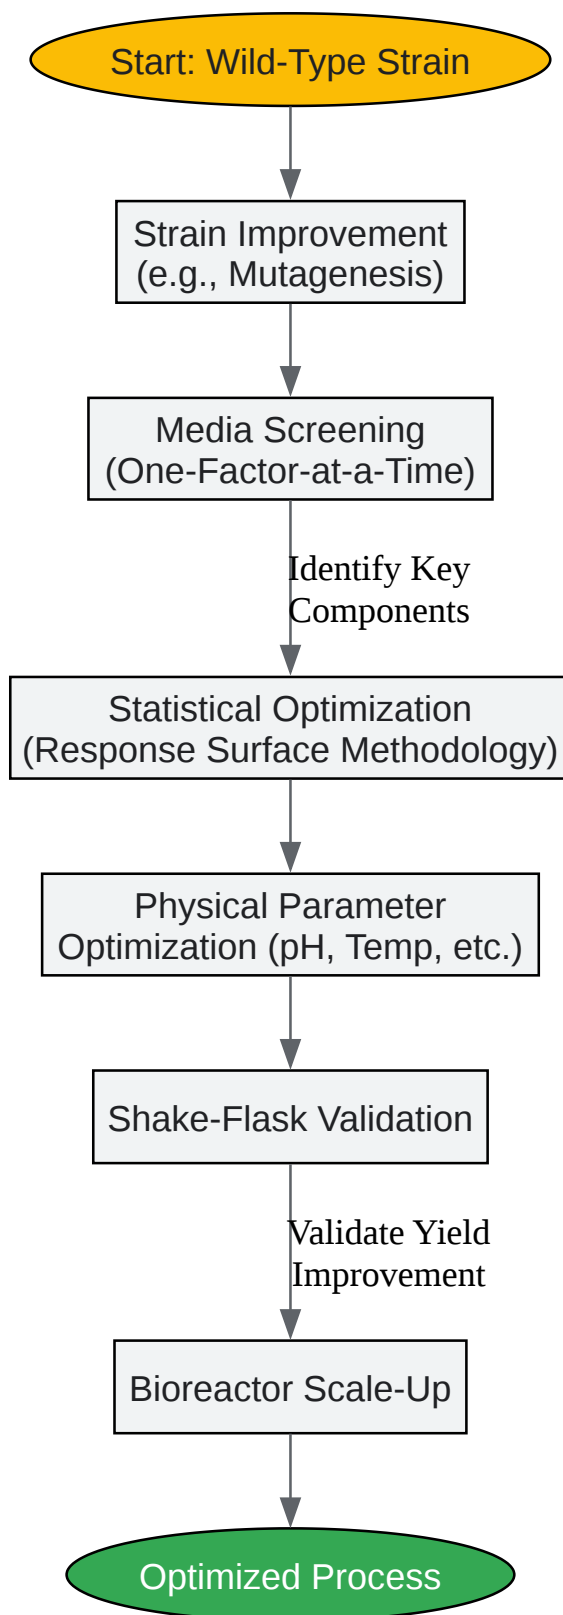 Start: Wild-Type Strain
Strain Improvement
(e.g., Mutagenesis)
Media Screening
(One-Factor-at-a-Time)
Identify Key
Components
Statistical Optimization
(Response Surface Methodology)
Physical Parameter
Optimization (pH, Temp, etc.)
Shake-Flask Validation
Validate Yield
Improvement
Bioreactor Scale-Up
Optimized Process